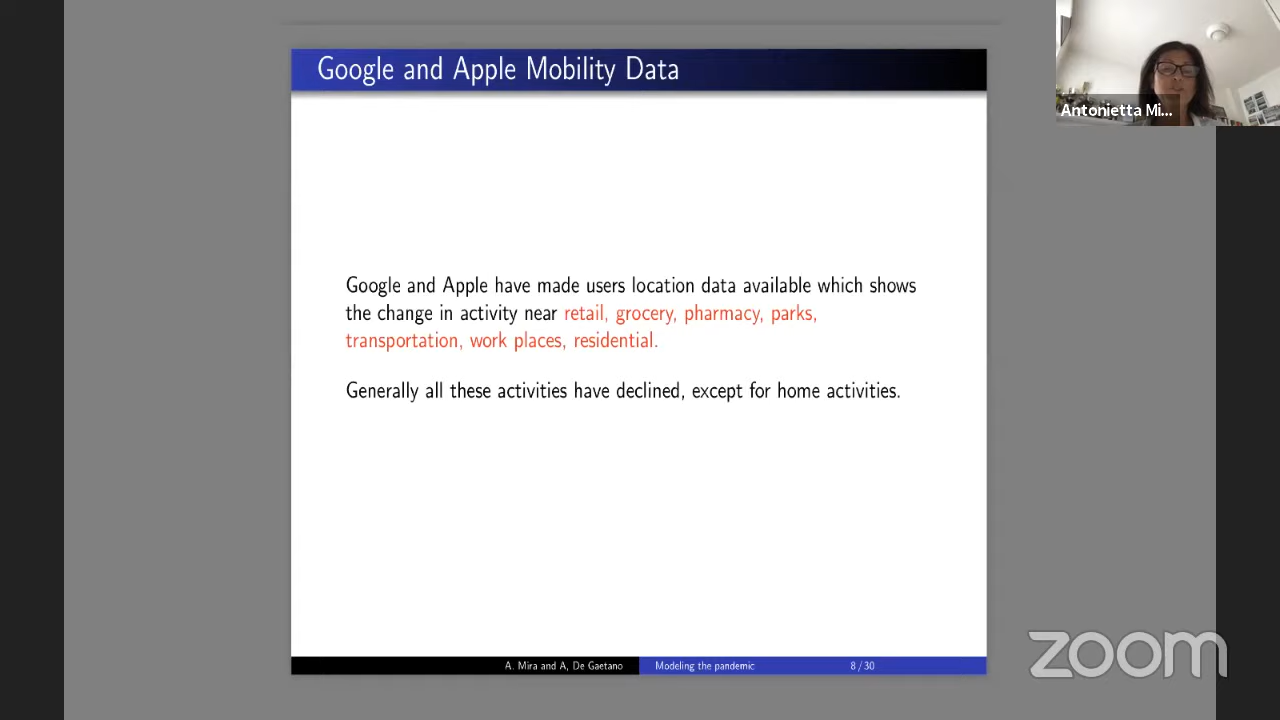 Google and Apple Mobility Data
Antonietta Mi...
Google and Apple have made users location data available which shows
the change in activity near retail, grocery, pharmacy, parks,
transportation, work places, residential.
Generally all these activities have declined, except for home activities.
A. Mira and A, De Gaetano Modeling the pandemic 8 / 30
zoom